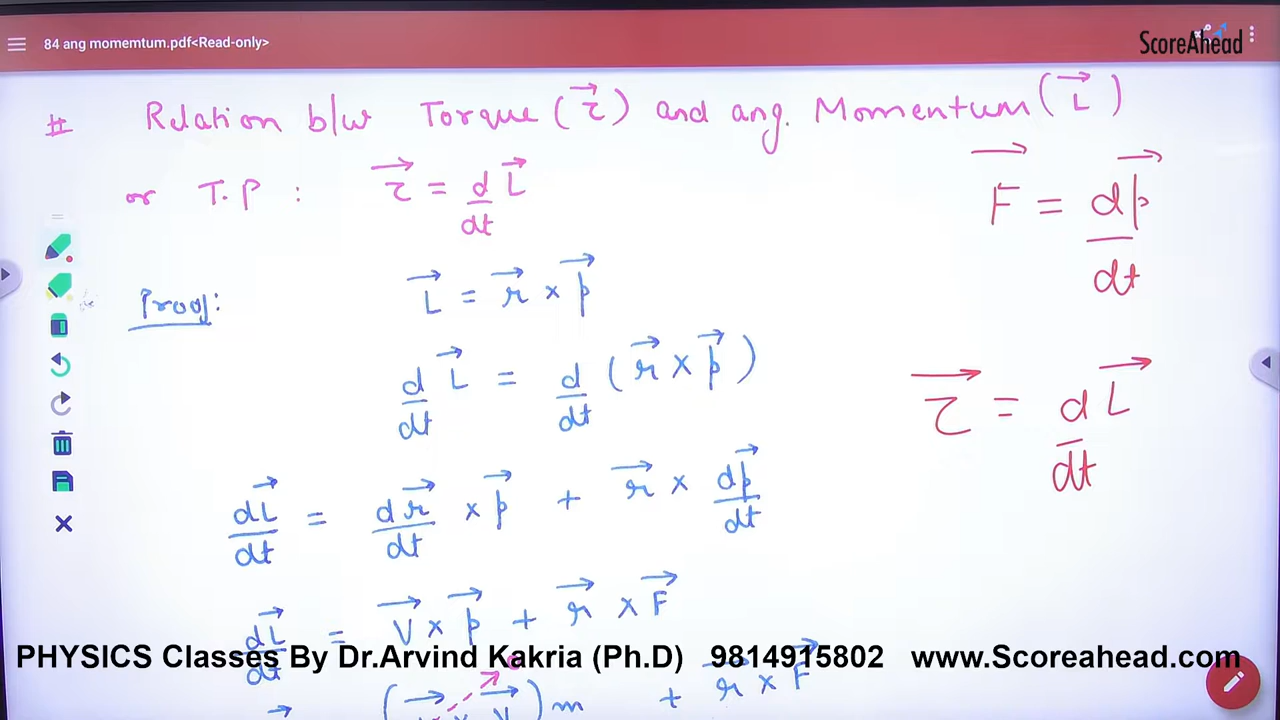 84 ang momemtum.pdf<Read-only>
ScoreAhead
# Relation b/w Torque (τ⃗) and ang. Momentum (L⃗)
or T.P : τ⃗ = d/dt L⃗
F⃗ = dp⃗/dt
Proof: L⃗ = r⃗ × p⃗
d/dt L⃗ = d/dt (r⃗ × p⃗)
τ⃗ = dL⃗/dt
dL⃗/dt = dr⃗/dt × p⃗ + r⃗ × dp⃗/dt
dL⃗/dt = V⃗ × p⃗ + r⃗ × F⃗
PHYSICS Classes By Dr.Arvind Kakria (Ph.D) 9814915802 www.Scoreahead.com
V⃗) m + r⃗ × F⃗